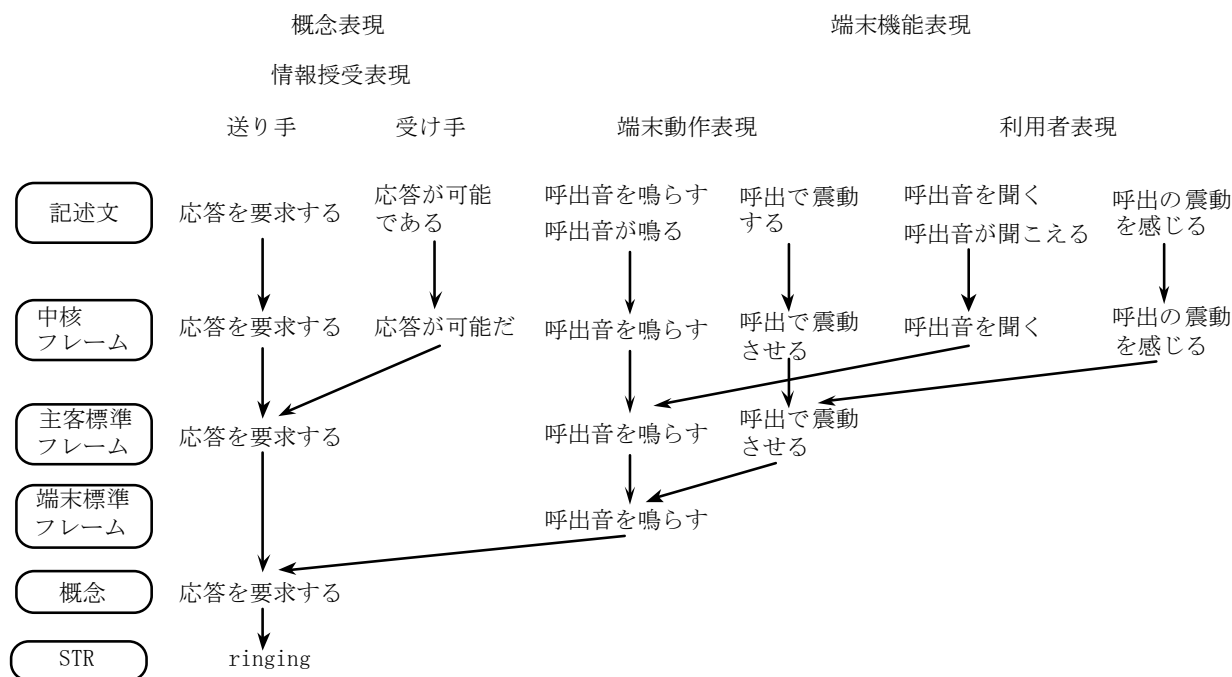 概念表現 端末機能表現
情報授受表現
送り手 受け手 端末動作表現 利用者表現
記述文
応答を要求する
応答が可能
である
呼出音を鳴らす
呼出音が鳴る
呼出で震動
する
呼出音を聞く
呼出音が聞こえる
呼出の震動
を感じる
中核
フレーム
応答を要求する
応答が可能だ
呼出音を鳴らす
呼出で震動
させる
呼出音を聞く
呼出の震動
を感じる
主客標準
フレーム
応答を要求する
呼出音を鳴らす
呼出で震動
させる
端末標準
フレーム
呼出音を鳴らす
概念
応答を要求する
STR
ringing